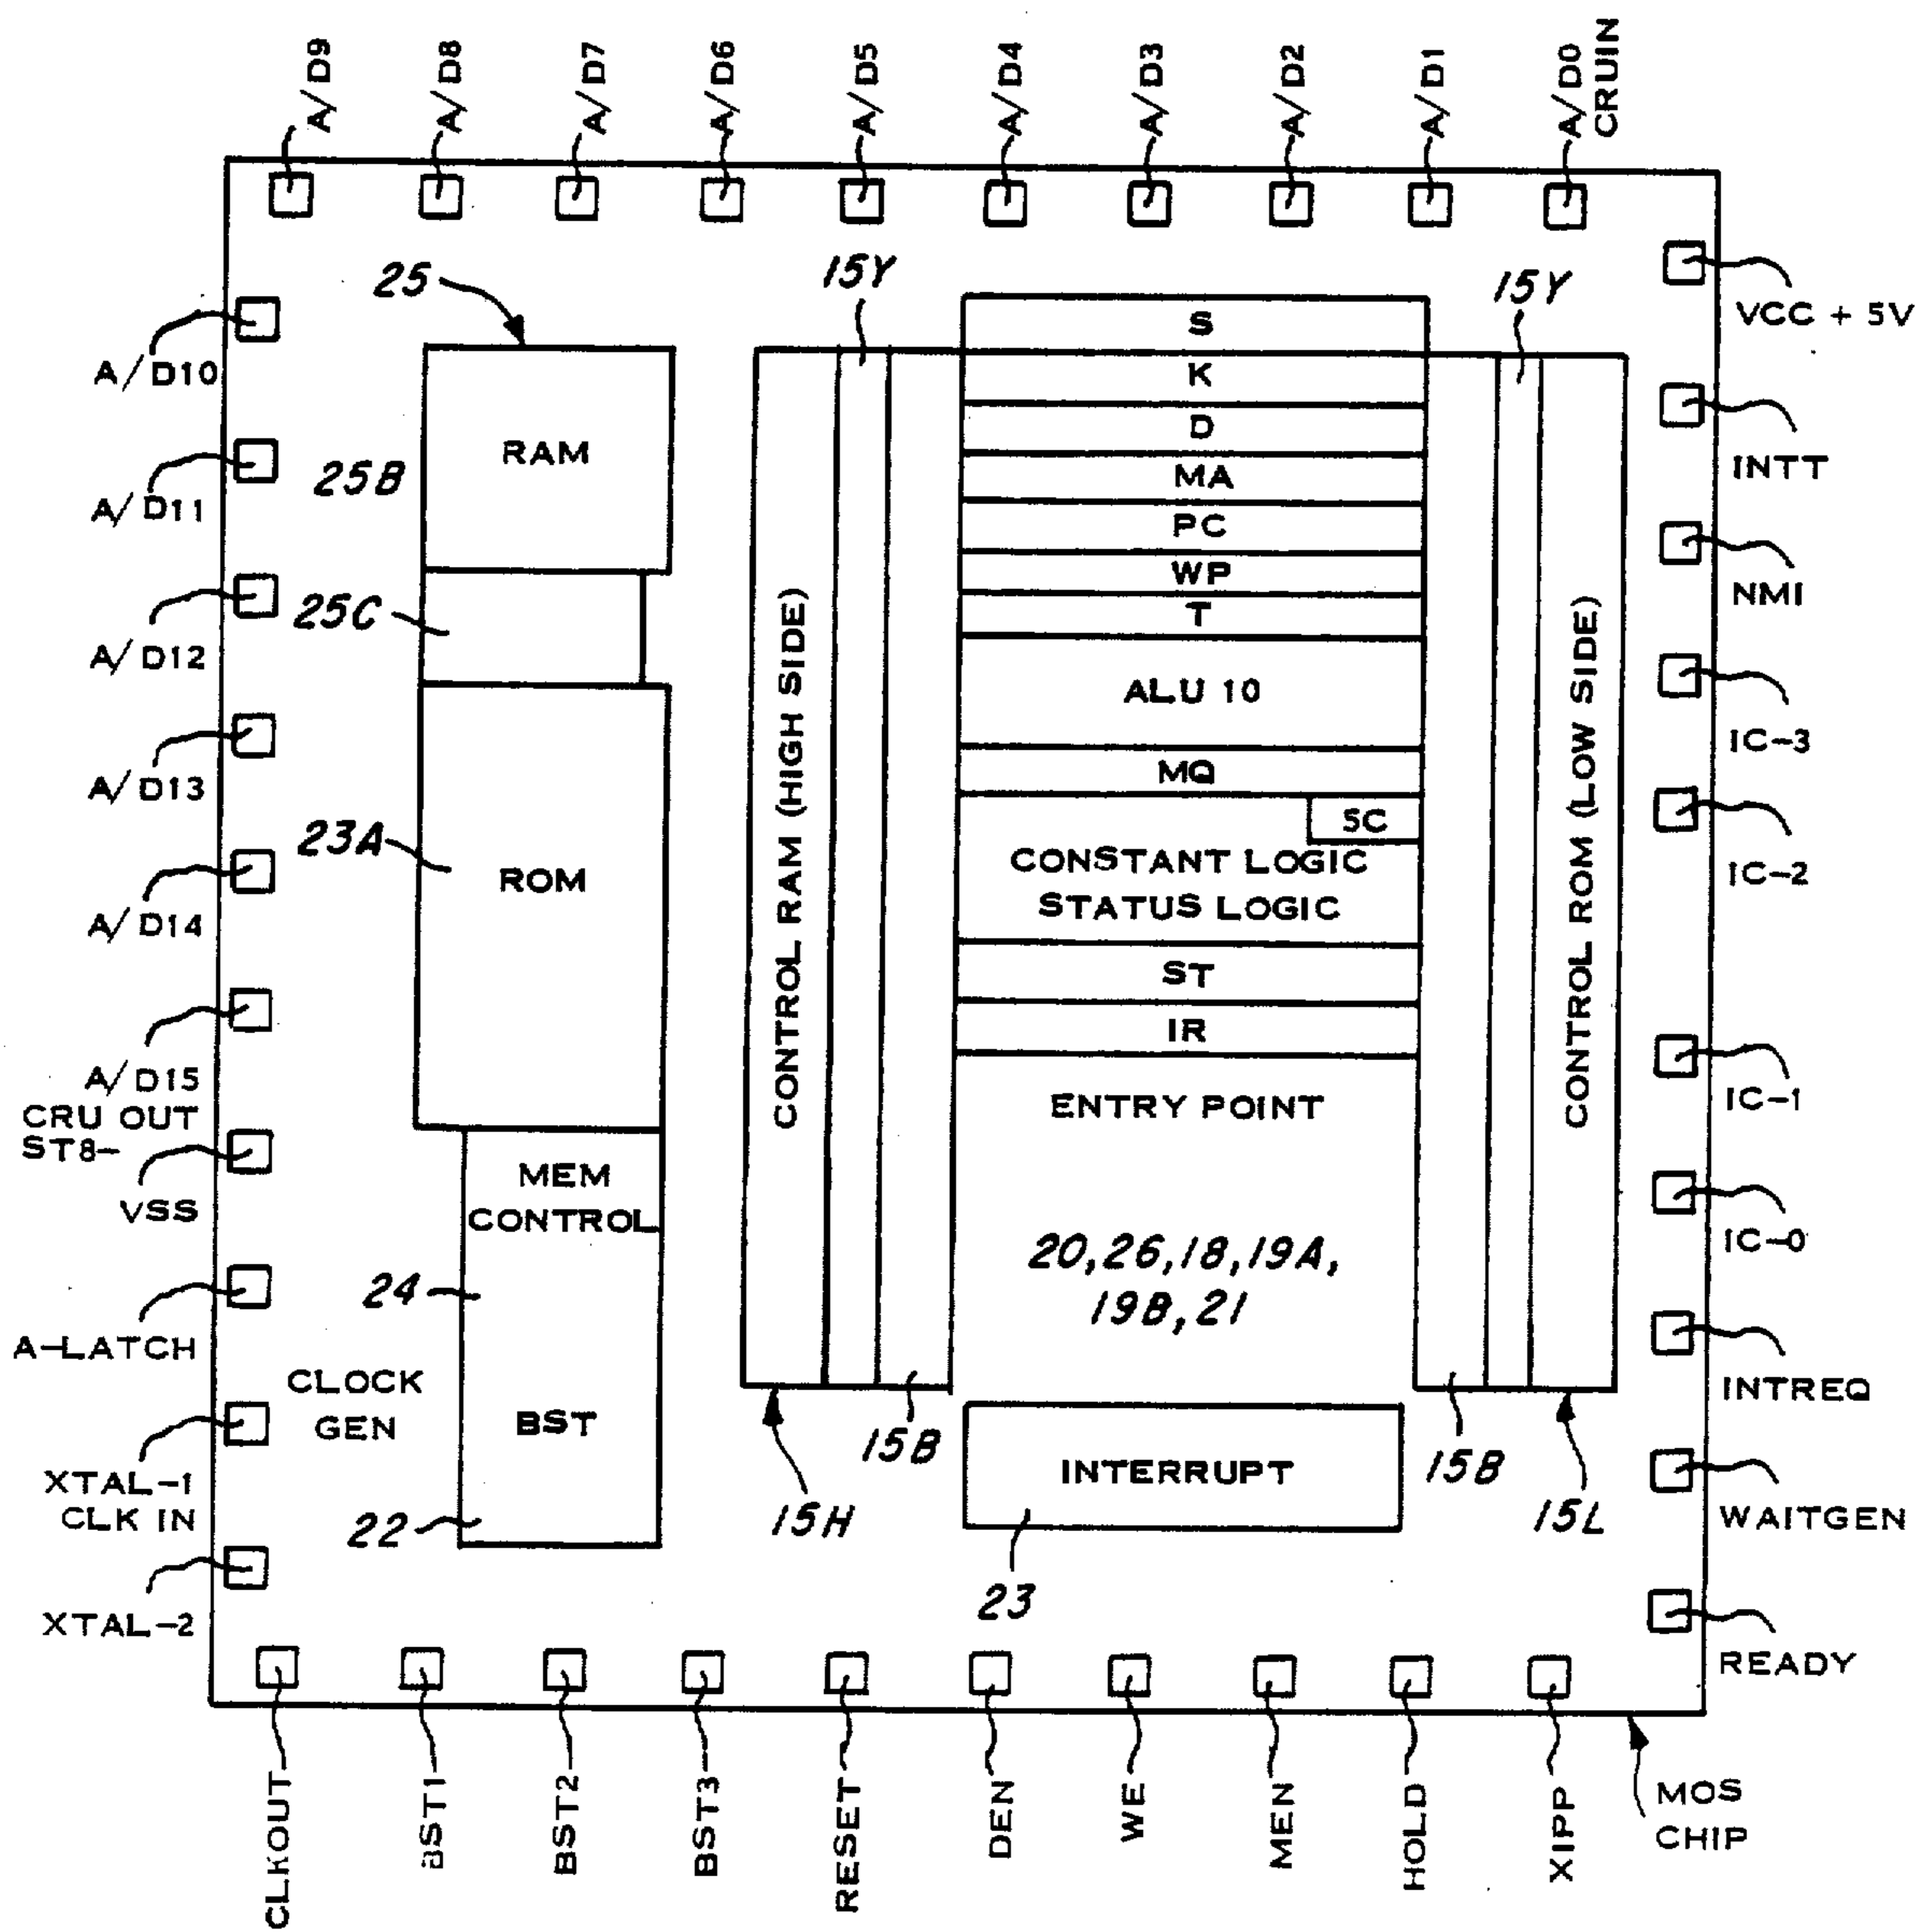 A/D9
A/D8
A/D7
A/D6
A/D5
A/D4
A/D3
A/D2
A/D1
A/D0
CRUIN
VCC + 5V
INTT
NMI
IC-3
IC-2
IC-1
IC-0
INTREQ
WAITGEN
READY
A/D10
A/D11
A/D12
A/D13
A/D14
A/D15
CRU OUT
ST8-
VSS
A-LATCH
XTAL-1
CLK IN
XTAL-2
25
RAM
25B
25C
23A
ROM
MEM
CONTROL
24
CLOCK
GEN
BST
22
15Y
CONTROL RAM (HIGH SIDE)
15H
15B
S
K
D
MA
PC
WP
T
ALU 10
MQ
SC
CONSTANT LOGIC
STATUS LOGIC
ST
IR
ENTRY POINT
20,26,18,19A,
19B,21
INTERRUPT
23
15Y
CONTROL ROM (LOW SIDE)
15B
15L
CLKOUT
BST1
BST2
BST3
RESET
DEN
WE
MEN
HOLD
XIPP
MOS
CHIP